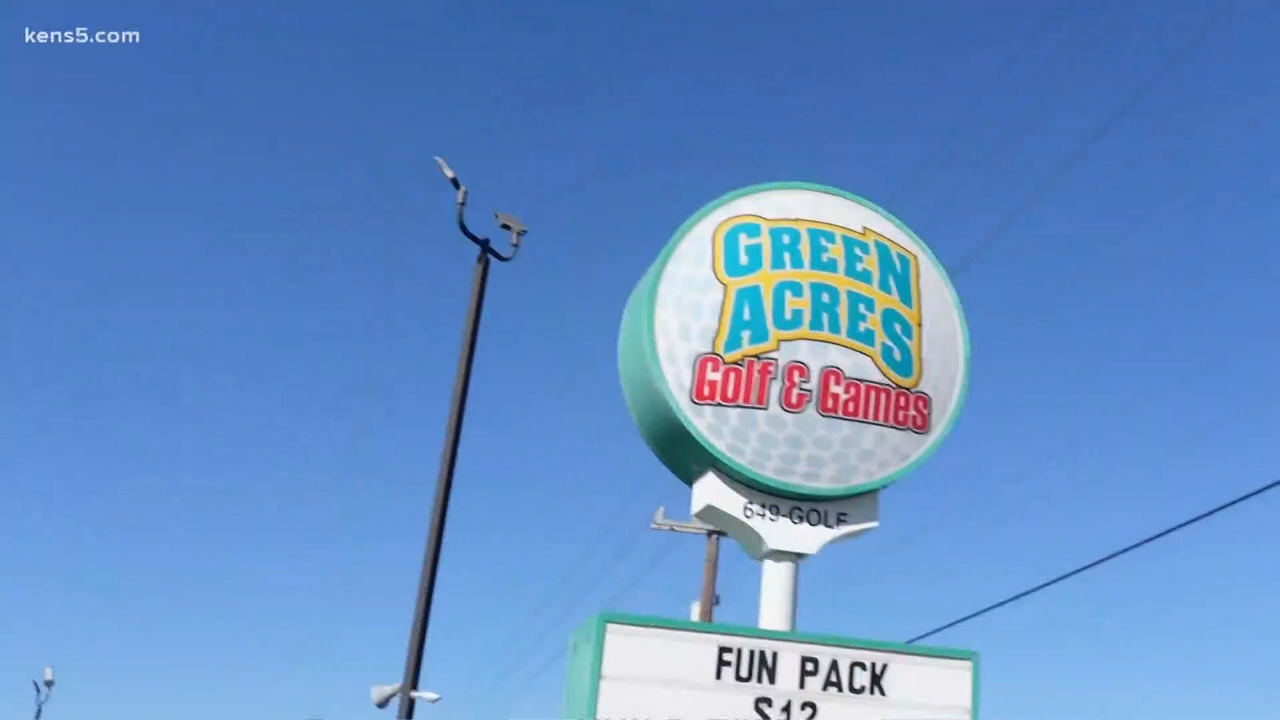 kens5.com
GREEN
ACRES
Golf & Games
649-GOLF
FUN PACK
$12